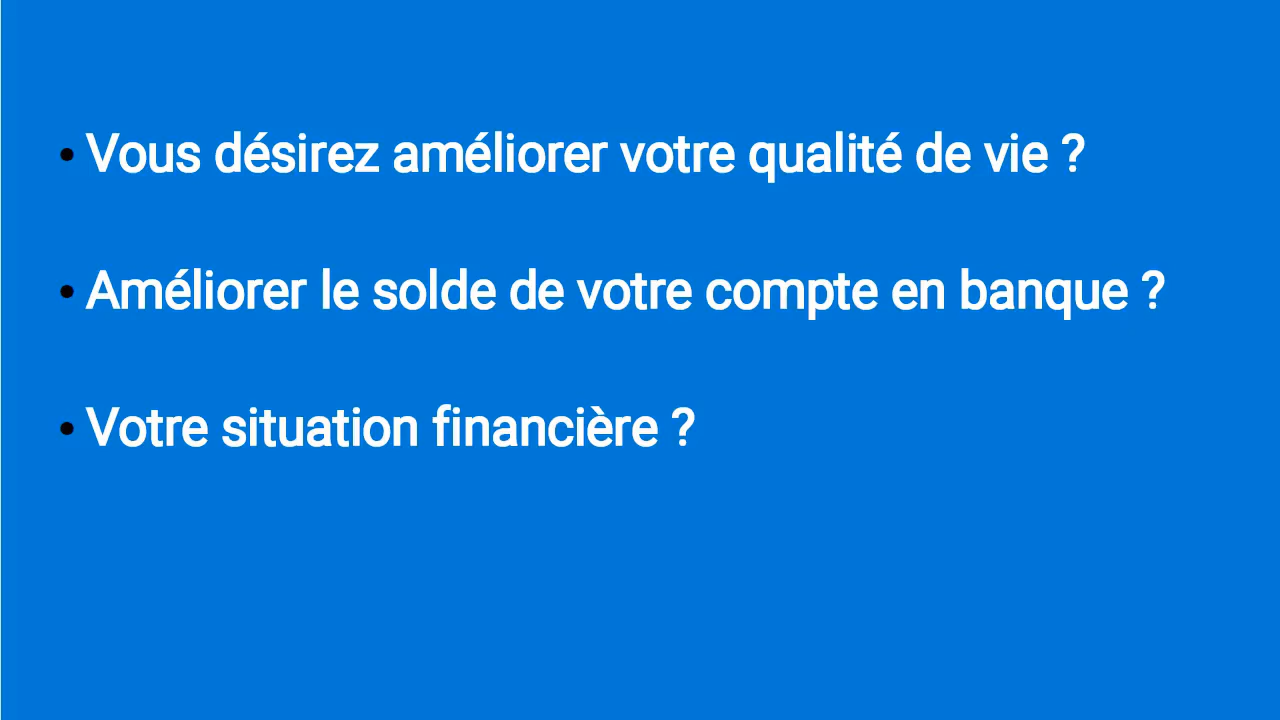 • Vous désirez améliorer votre qualité de vie ?
• Améliorer le solde de votre compte en banque ?
• Votre situation financière ?